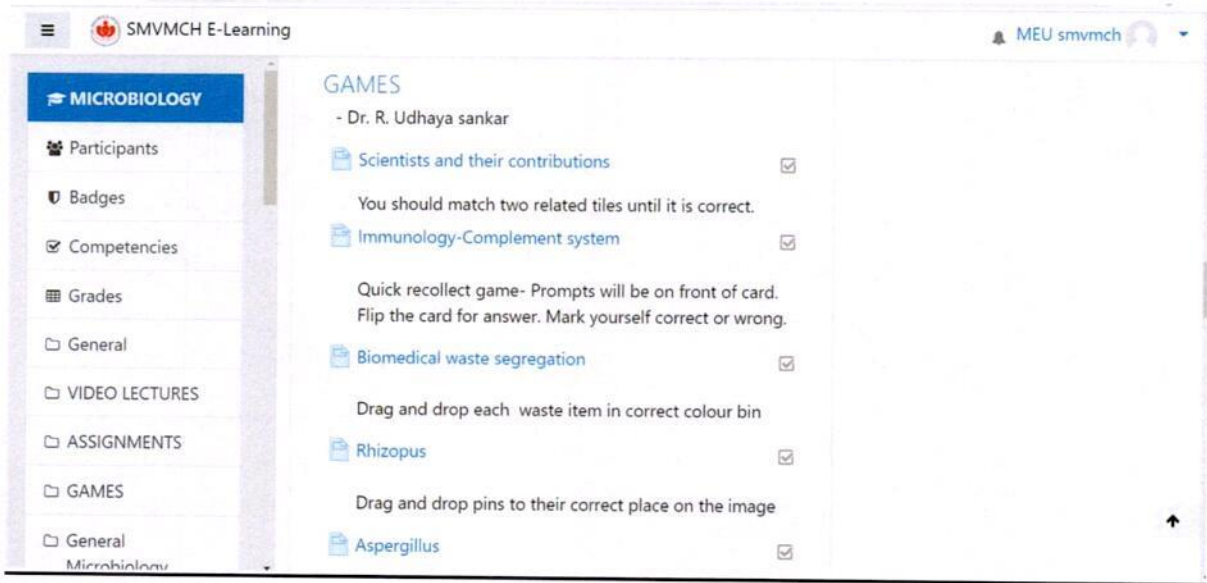 SMVMCH E-Learning
MEU smvmch
MICROBIOLOGY
Participants
Badges
Competencies
Grades
General
VIDEO LECTURES
ASSIGNMENTS
GAMES
General
Microbiology
GAMES
- Dr. R. Udhaya sankar
Scientists and their contributions
You should match two related tiles until it is correct.
Immunology-Complement system
Quick recollect game- Prompts will be on front of card.
Flip the card for answer. Mark yourself correct or wrong.
Biomedical waste segregation
Drag and drop each waste item in correct colour bin
Rhizopus
Drag and drop pins to their correct place on the image
Aspergillus